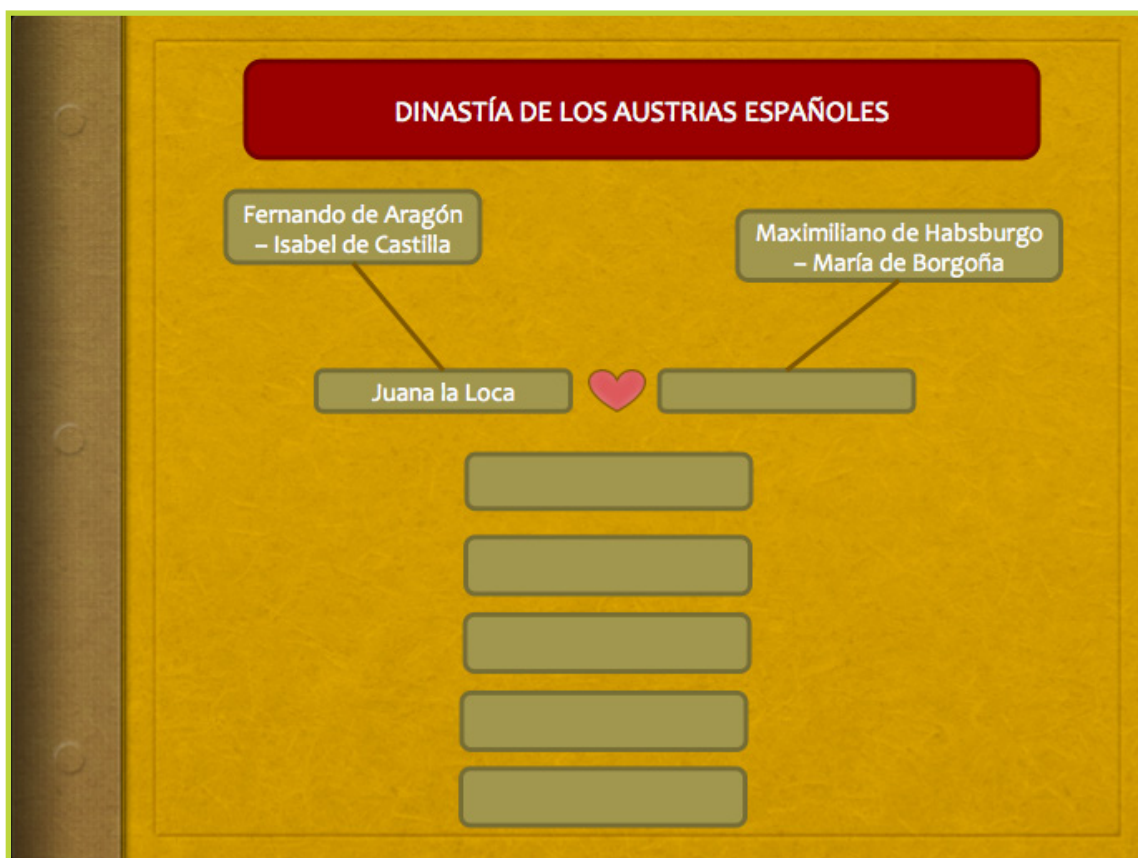 DINASTÍA DE LOS AUSTRIAS ESPAÑOLES
Fernando de Aragón
– Isabel de Castilla
Maximiliano de Habsburgo
– María de Borgoña
Juana la Loca